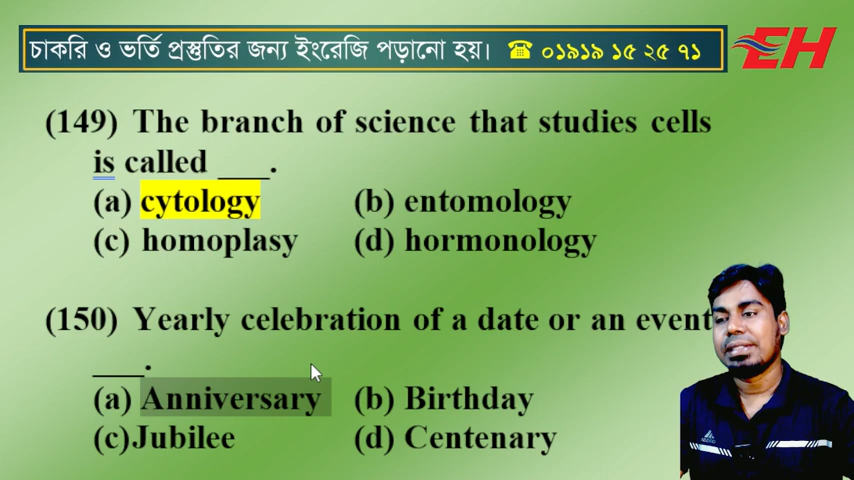 চাকরি ও ভর্তি প্রস্তুতির জন্য ইংরেজি পড়ানো হয়। ☎ ০১৯১৯ ১৫ ২৫ ৭১
EH
(149) The branch of science that studies cells
is called ___.
(a) cytology (b) entomology
(c) homoplasy (d) hormonology
(150) Yearly celebration of a date or an event
___.
(a) Anniversary (b) Birthday
(c)Jubilee (d) Centenary